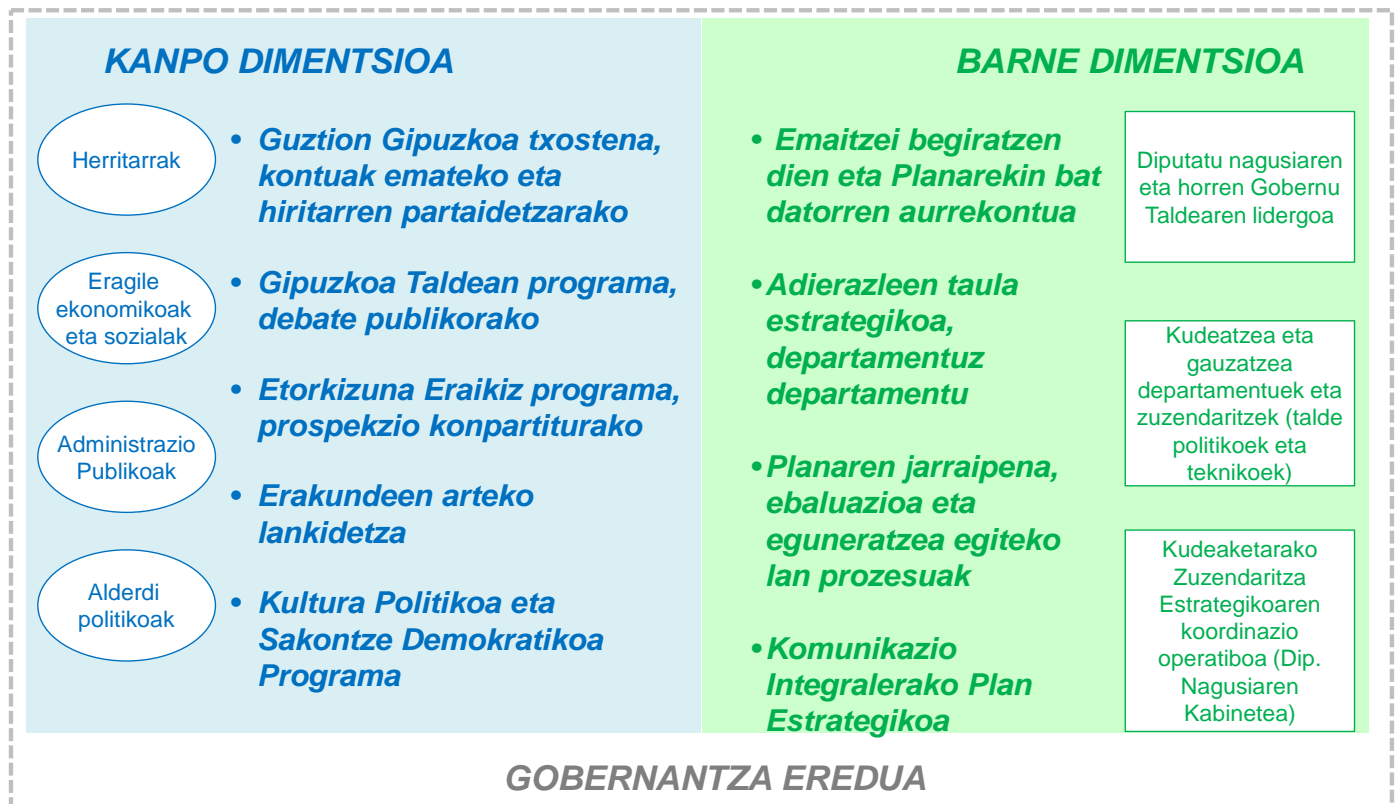 KANPO DIMENTSIOA
Herritarrak
Eragile
ekonomikoak
eta sozialak
Administrazio
Publikoak
Alderdi
politikoak
• Guztion Gipuzkoa txostena,
kontuak emateko eta
hiritarren partaidetzarako
• Gipuzkoa Taldean programa,
debate publikorako
• Etorkizuna Eraikiz programa,
prospekzio konpartiturako
• Erakundeen arteko
lankidetza
• Kultura Politikoa eta
Sakontze Demokratikoa
Programa
BARNE DIMENTSIOA
• Emaitzei begiratzen
dien eta Planarekin bat
datorren aurrekontua
• Adierazleen taula
estrategikoa,
departamentuz
departamentu
• Planaren jarraipena,
ebaluazioa eta
eguneratzea egiteko
lan prozesuak
• Komunikazio
Integralerako Plan
Estrategikoa
Diputatu nagusiaren
eta horren Gobernu
Taldearen lidergoa
Kudeatzea eta
gauzatzea
departamentuek eta
zuzendaritzek (talde
politikoek eta
teknikoek)
Kudeaketarako
Zuzendaritza
Estrategikoaren
koordinazio
operatiboa (Dip.
Nagusiaren
Kabinetea)
GOBERNANTZA EREDUA